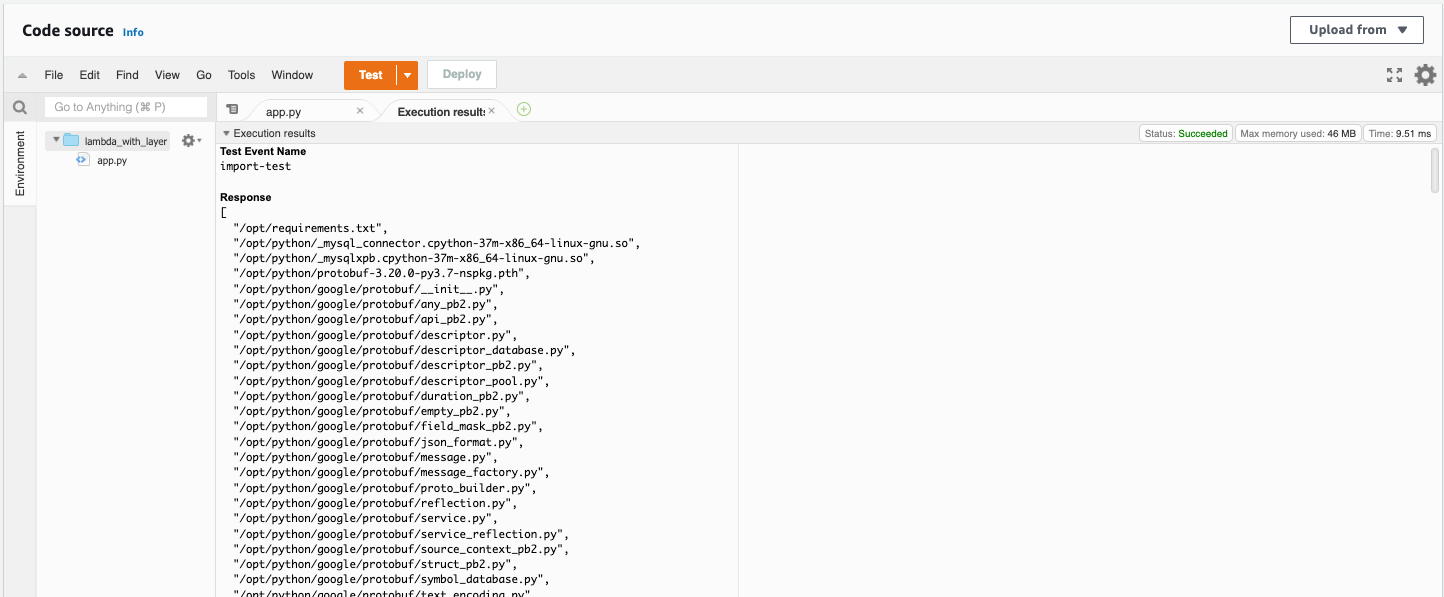 Code source Info
Upload from
File Edit Find View Go Tools Window Test Deploy
Go to Anything (⌘ P)
app.py
Execution results
Environment
lambda_with_layer
app.py
Execution results
Status: Succeeded Max memory used: 46 MB Time: 9.51 ms
Test Event Name
import-test
Response
[
"/opt/requirements.txt",
"/opt/python/_mysql_connector.cpython-37m-x86_64-linux-gnu.so",
"/opt/python/_mysqlxpb.cpython-37m-x86_64-linux-gnu.so",
"/opt/python/protobuf-3.20.0-py3.7-nspkg.pth",
"/opt/python/google/protobuf/__init__.py",
"/opt/python/google/protobuf/any_pb2.py",
"/opt/python/google/protobuf/api_pb2.py",
"/opt/python/google/protobuf/descriptor.py",
"/opt/python/google/protobuf/descriptor_database.py",
"/opt/python/google/protobuf/descriptor_pb2.py",
"/opt/python/google/protobuf/descriptor_pool.py",
"/opt/python/google/protobuf/duration_pb2.py",
"/opt/python/google/protobuf/empty_pb2.py",
"/opt/python/google/protobuf/field_mask_pb2.py",
"/opt/python/google/protobuf/json_format.py",
"/opt/python/google/protobuf/message.py",
"/opt/python/google/protobuf/message_factory.py",
"/opt/python/google/protobuf/proto_builder.py",
"/opt/python/google/protobuf/reflection.py",
"/opt/python/google/protobuf/service.py",
"/opt/python/google/protobuf/service_reflection.py",
"/opt/python/google/protobuf/source_context_pb2.py",
"/opt/python/google/protobuf/struct_pb2.py",
"/opt/python/google/protobuf/symbol_database.py",
"/opt/python/google/protobuf/text_encoding.py"